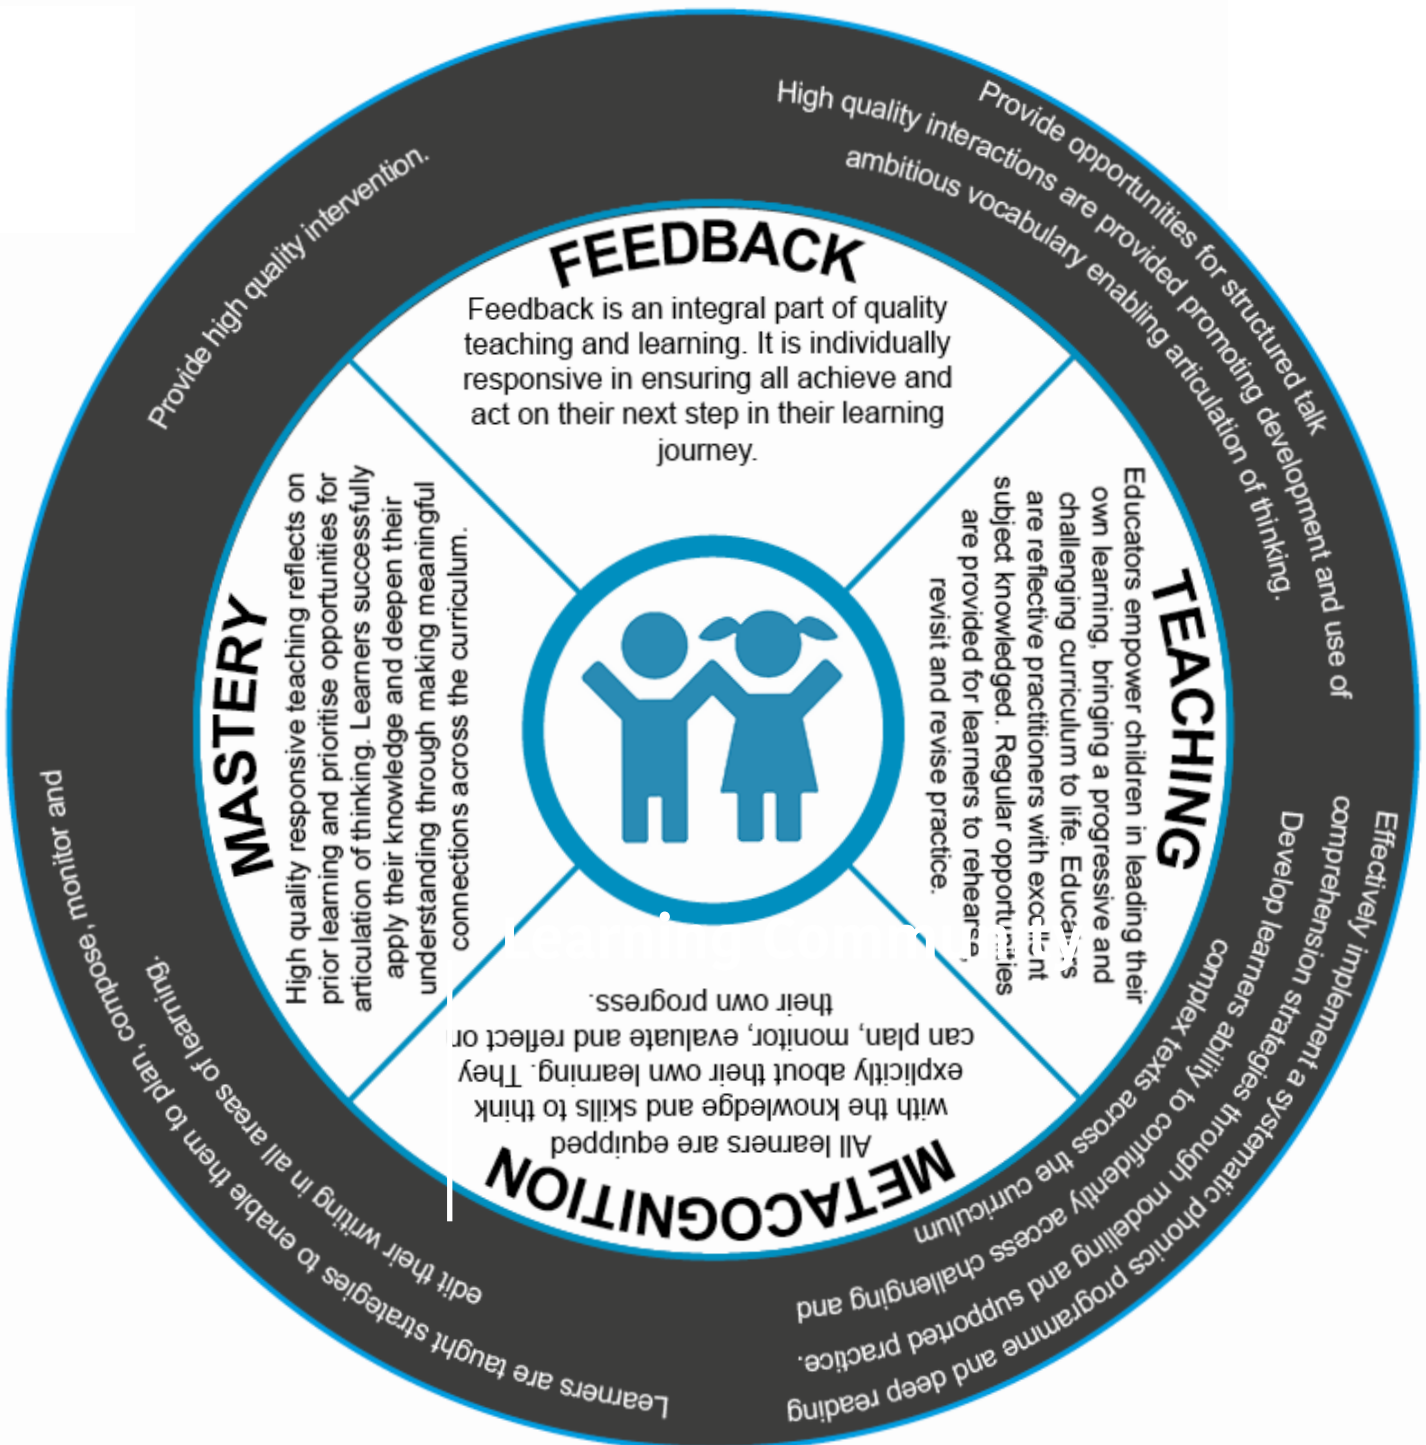 Provide high quality intervention.
Provide opportunities for structured talk
High quality interactions are provided promoting development and use of
ambitious vocabulary enabling articulation of thinking.
Effectively implement a systematic phonics programme and deep reading
comprehension strategies through modelling and supported practice.
Develop learners ability to confidently access challenging and
complex texts across the curriculum
Learners are taught strategies to enable them to plan, compose, monitor and
edit their writing in all areas of learning.
FEEDBACK
Feedback is an integral part of quality
teaching and learning. It is individually
responsive in ensuring all achieve and
act on their next step in their learning
journey.
TEACHING
Educators empower children in leading their
own learning, bringing a progressive and
challenging curriculum to life. Educators
are reflective practitioners with
subject knowledged. Regular opportunities
are provided for learners to rehearse,
revisit and revise practice.
METACOGNITION
All learners are equipped
with the knowledge and skills to think
explicitly about their own learning. They
can plan, monitor, evaluate and reflect on
their own progress.
MASTERY
High quality responsive teaching reflects on
prior learning and prioritise opportunities for
articulation of thinking. Learners successfully
apply their knowledge and deepen their
understanding through making meaningful
connections across the curriculum.
Learning Community